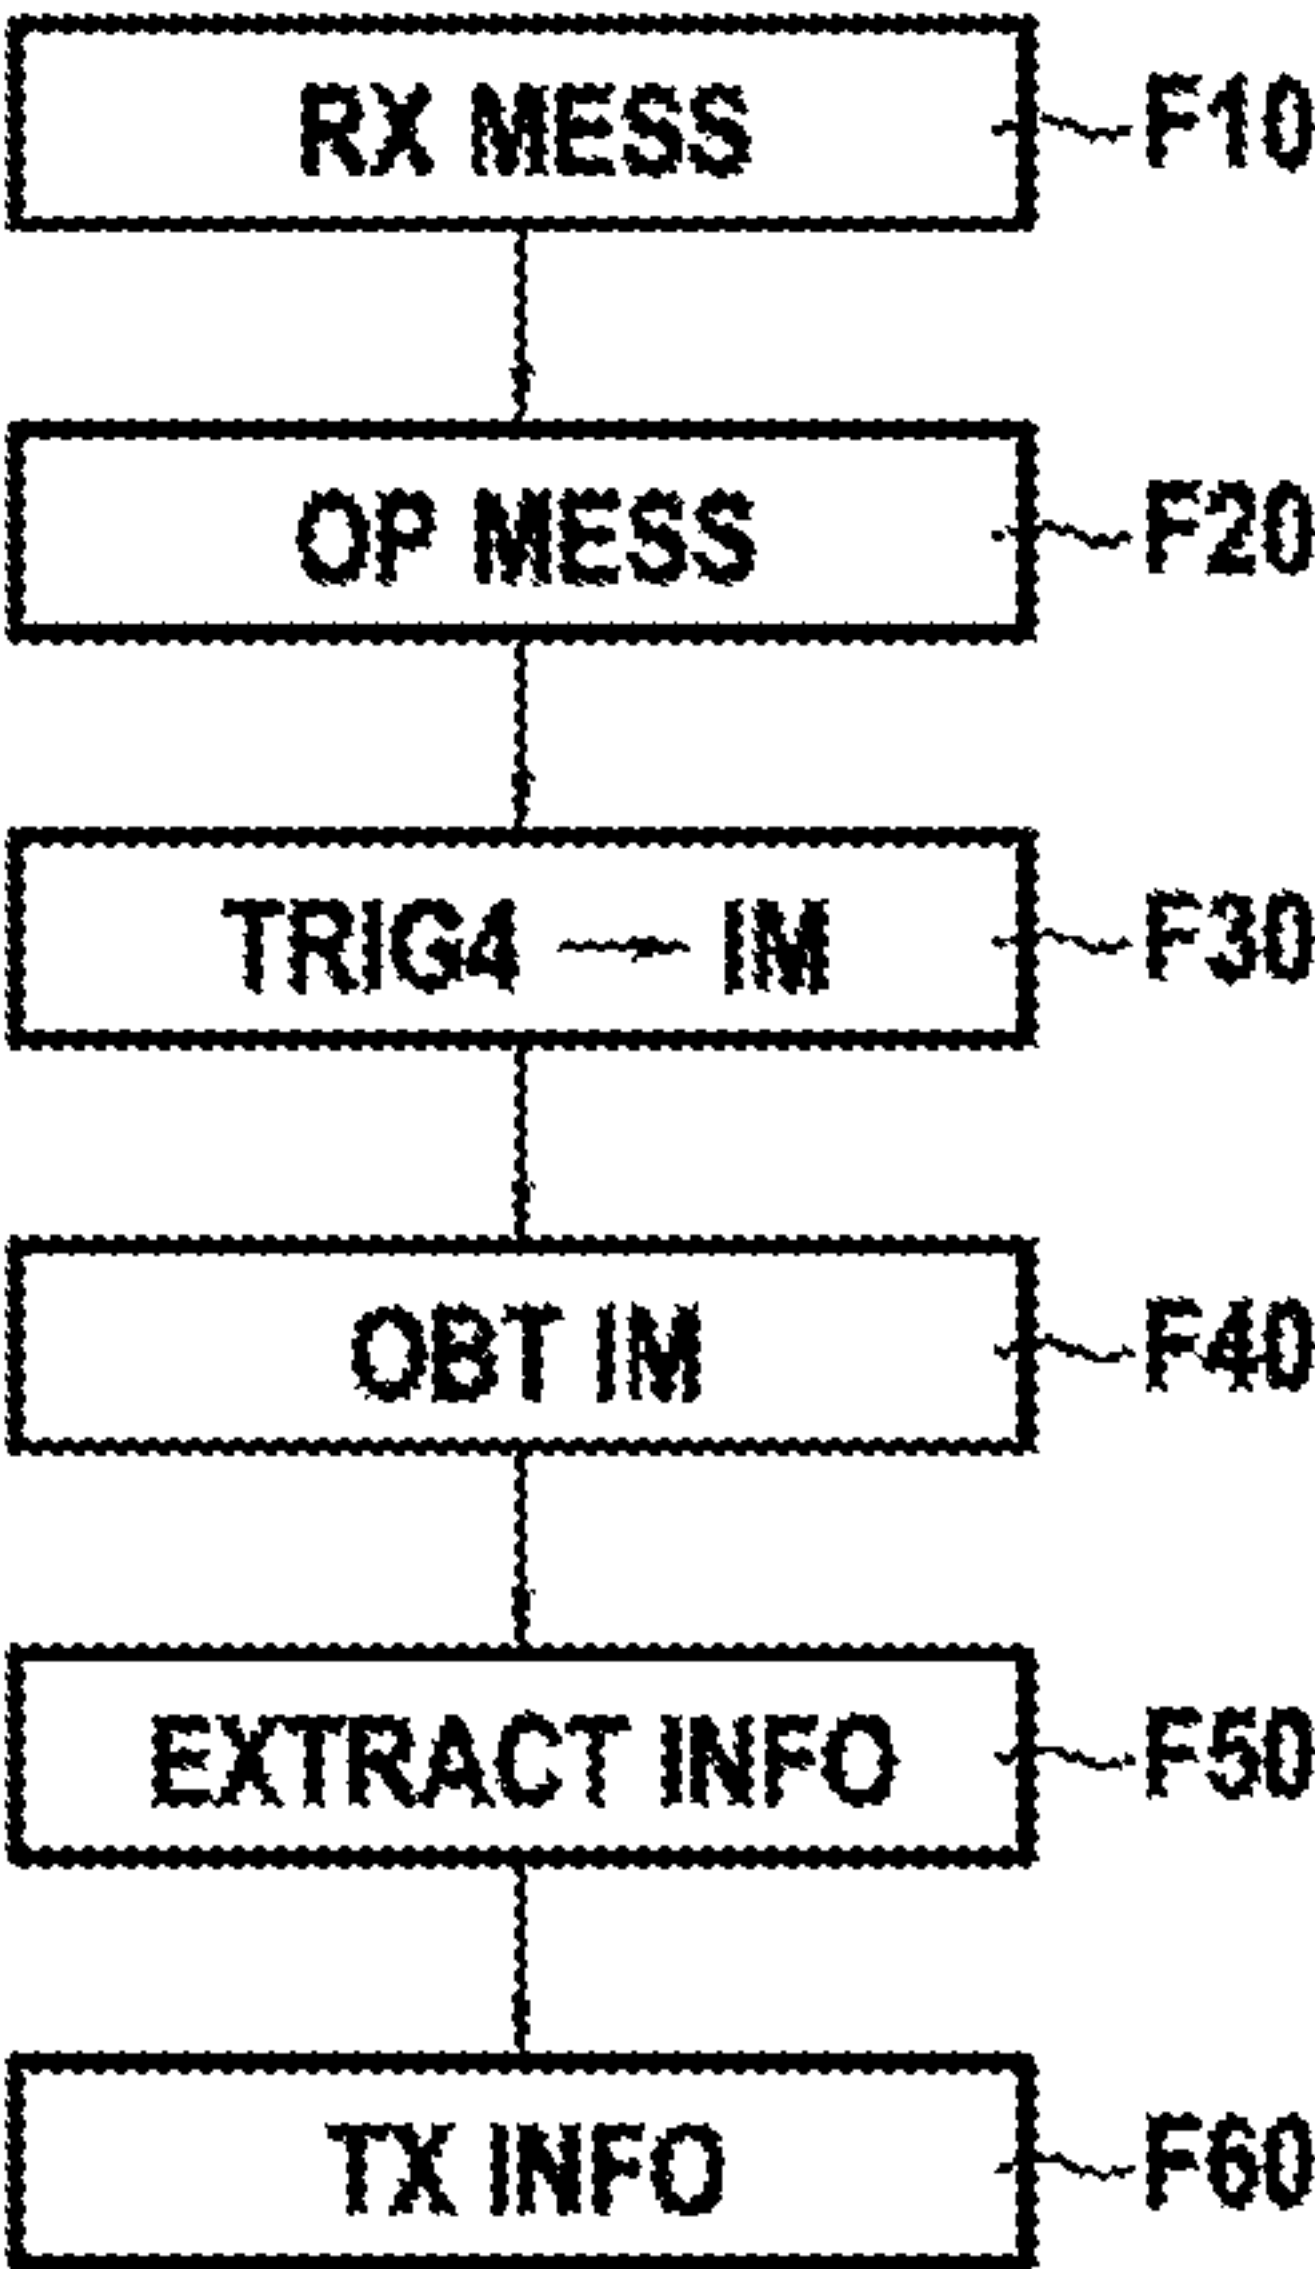 RX MESS F10
OP MESS F20
TRIG4 → IM F30
OBT IM F40
EXTRACT INFO F50
TX INFO F60